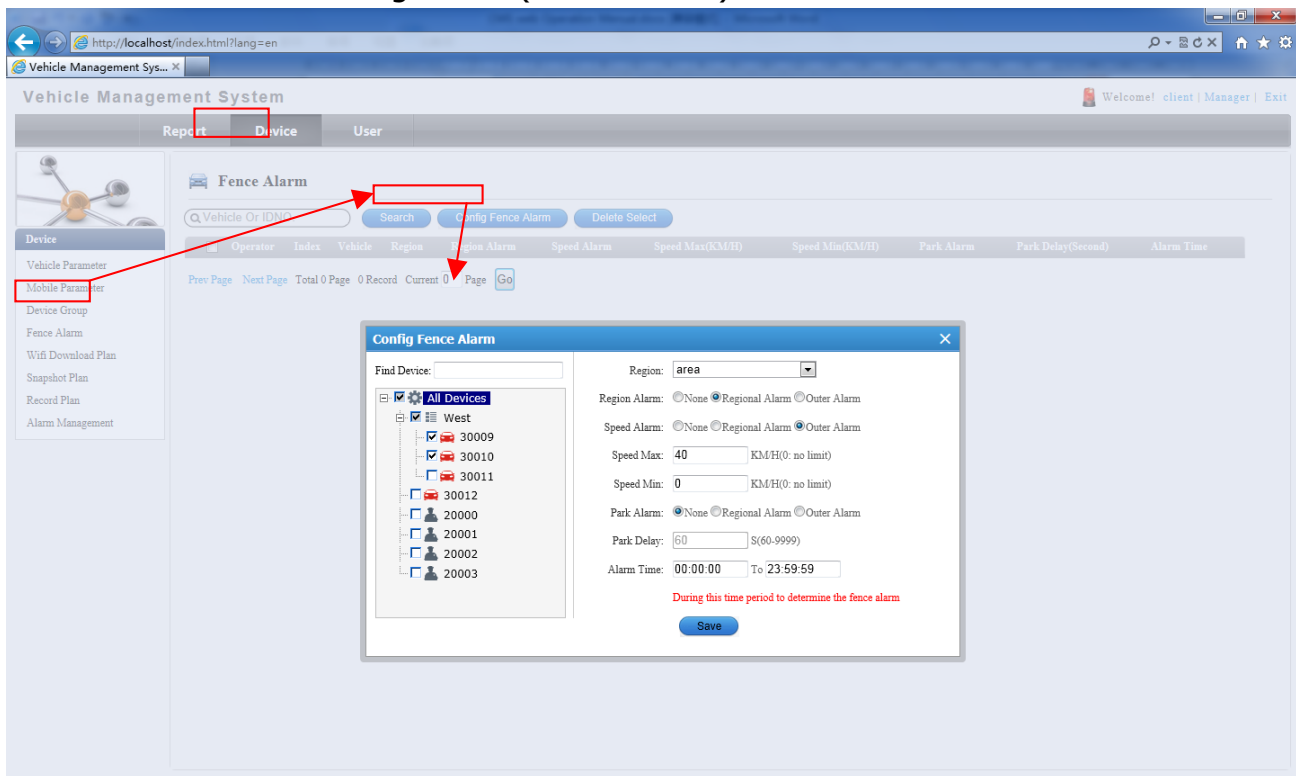 http://localhost/index.html?lang=en
Vehicle Management Sys...
Vehicle Management System
Welcome! client | Manager | Exit
Report Device User
Fence Alarm
Vehicle Or IDNO Search Config Fence Alarm Delete Select
Device
Operator Index Vehicle Region Region Alarm Speed Alarm Speed Max(KM/H) Speed Min(KM/H) Park Alarm Park Delay(Second) Alarm Time
Vehicle Parameter
Prev Page Next Page Total 0 Page 0 Record Current 0 Page Go
Mobile Parameter
Device Group
Fence Alarm
Wifi Download Plan
Snapshot Plan
Record Plan
Alarm Management
Config Fence Alarm
Find Device:
All Devices
West
30009
30010
30011
30012
20000
20001
20002
20003
Region: area
Region Alarm: None Regional Alarm Outer Alarm
Speed Alarm: None Regional Alarm Outer Alarm
Speed Max: 40 KM/H(0: no limit)
Speed Min: 0 KM/H(0: no limit)
Park Alarm: None Regional Alarm Outer Alarm
Park Delay: 60 S(60-9999)
Alarm Time: 00:00:00 To 23:59:59
During this time period to determine the fence alarm
Save